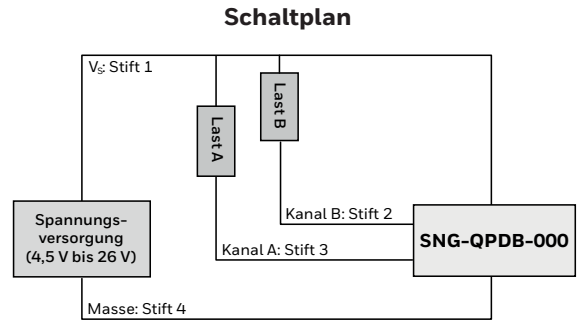 Schaltplan
Vs: Stift 1
Last B
Last A
Kanal B: Stift 2
Spannungs-
versorgung
(4,5 V bis 26 V)
SNG-QPDB-000
Kanal A: Stift 3
Masse: Stift 4